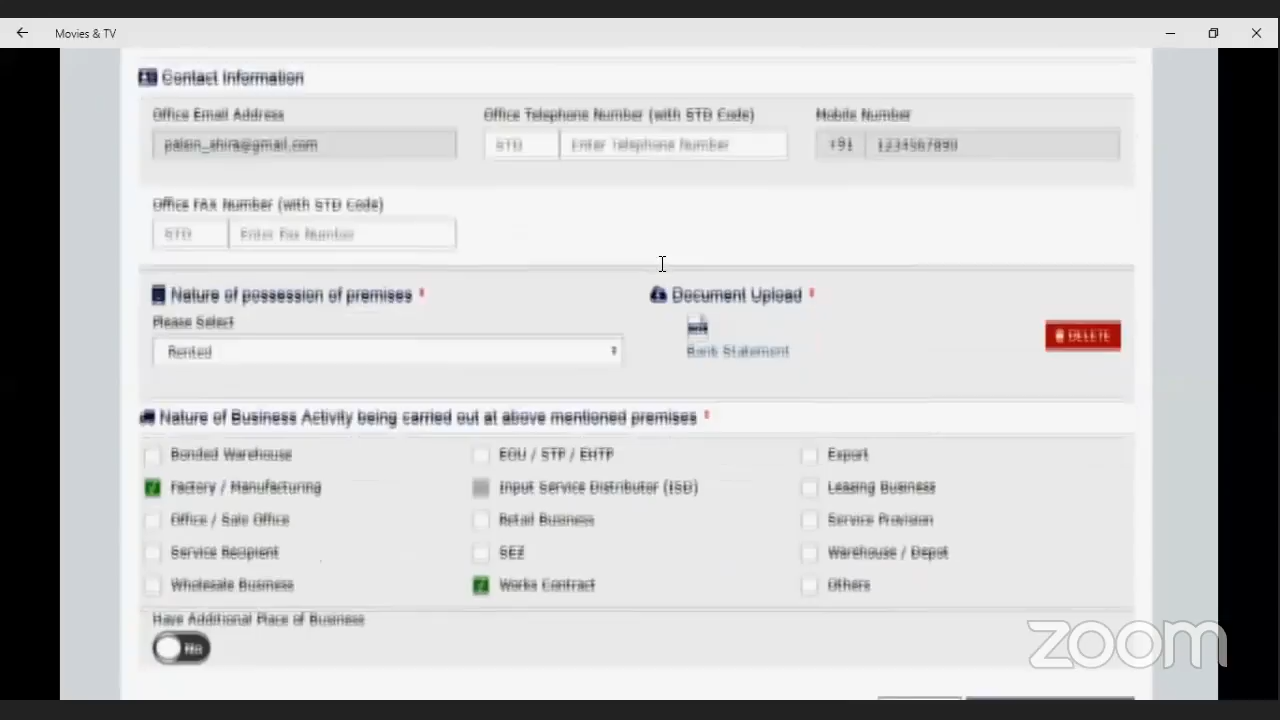 Movies & TV
Contact Information
Office Email Address
Office Telephone Number (with STD Code)
Mobile Number
@gmail.com
STD
Enter Telephone Number
+91
1234567890
Office FAX Number (with STD Code)
STD
Enter Fax Number
Nature of possession of premises *
Document Upload *
Please Select
Rented
Bank Statement
DELETE
Nature of Business Activity being carried out at above mentioned premises *
Bonded Warehouse
EOU / STP / EHTP
Export
Factory / Manufacturing
Input Service Distributor (ISD)
Leasing Business
Office / Sale Office
Retail Business
Service Provision
Service Recipient
SEZ
Warehouse / Depot
Wholesale Business
Works Contract
Others
Have Additional Place of Business
No
zoom